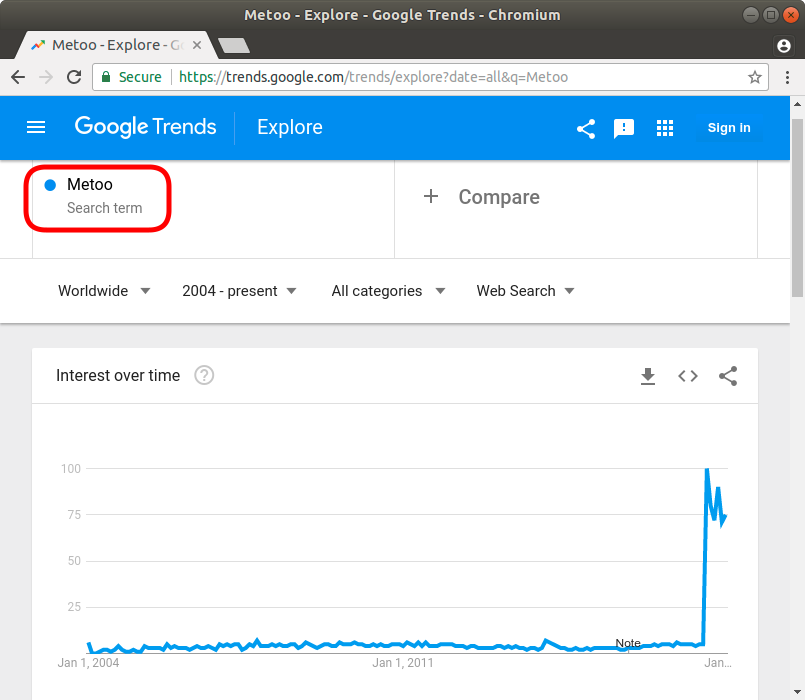 Metoo - Explore - Google Trends - Chromium
Metoo - Explore - Go
Secure https://trends.google.com/trends/explore?date=all&q=Metoo
Google Trends Explore Sign in
Metoo
Search term
+ Compare
Worldwide 2004 - present All categories Web Search
Interest over time ?
100
75
50
25
Note
Jan 1, 2004 Jan 1, 2011 Jan...